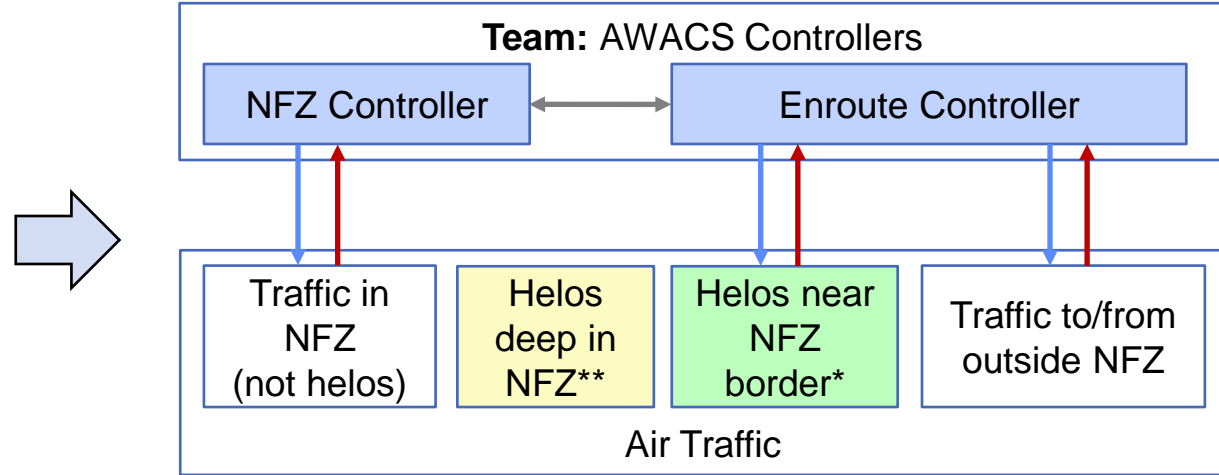 Team: AWACS Controllers
NFZ Controller
Enroute Controller
Traffic in
NFZ
(not helos)
Helos
deep in
NFZ**
Helos near
NFZ
border*
Traffic to/from
outside NFZ
Air Traffic